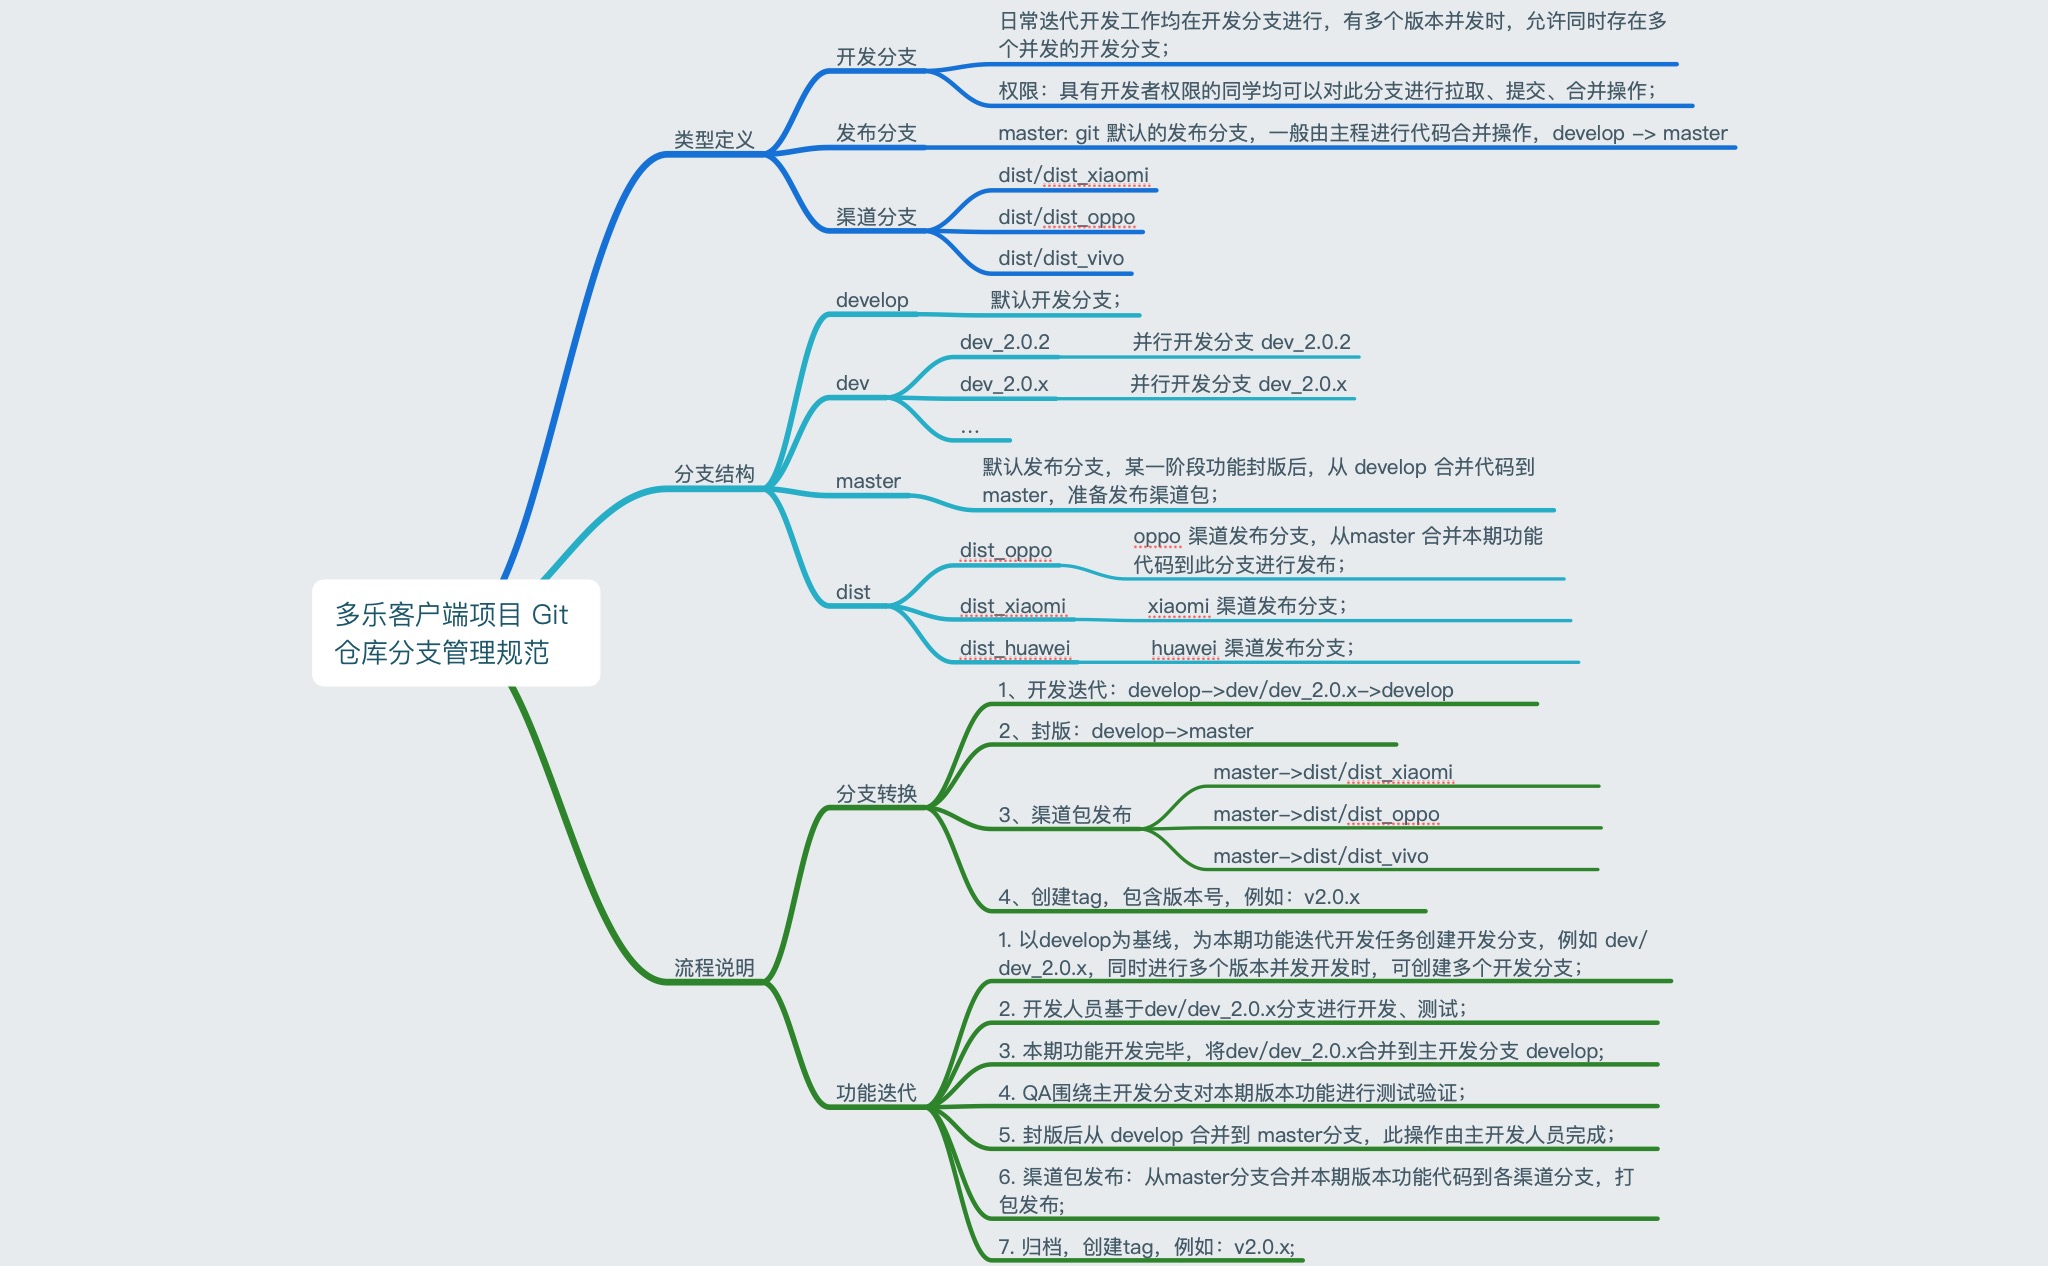 多乐客户端项目 Git
仓库分支管理规范
类型定义
开发分支
日常迭代开发工作均在开发分支进行，有多个版本并发时，允许同时存在多
个并发的开发分支；
权限：具有开发者权限的同学均可以对此分支进行拉取、提交、合并操作；
发布分支
master: git 默认的发布分支，一般由主程进行代码合并操作，develop -> master
渠道分支
dist/dist_xiaomi
dist/dist_oppo
dist/dist_vivo
分支结构
develop
默认开发分支；
dev
dev_2.0.2
并行开发分支 dev_2.0.2
dev_2.0.x
并行开发分支 dev_2.0.x
...
master
默认发布分支，某一阶段功能封版后，从 develop 合并代码到
master，准备发布渠道包；
dist
dist_oppo
oppo 渠道发布分支，从master 合并本期功能
代码到此分支进行发布；
dist_xiaomi
xiaomi 渠道发布分支；
dist_huawei
huawei 渠道发布分支；
流程说明
分支转换
1、开发迭代：develop->dev/dev_2.0.x->develop
2、封版：develop->master
3、渠道包发布
master->dist/dist_xiaomi
master->dist/dist_oppo
master->dist/dist_vivo
4、创建tag，包含版本号，例如：v2.0.x
功能迭代
1. 以develop为基线，为本期功能迭代开发任务创建开发分支，例如 dev/
dev_2.0.x，同时进行多个版本并发开发时，可创建多个开发分支；
2. 开发人员基于dev/dev_2.0.x分支进行开发、测试；
3. 本期功能开发完毕，将dev/dev_2.0.x合并到主开发分支 develop;
4. QA围绕主开发分支对本期版本功能进行测试验证；
5. 封版后从 develop 合并到 master分支，此操作由主开发人员完成；
6. 渠道包发布：从master分支合并本期版本功能代码到各渠道分支，打
包发布;
7. 归档，创建tag，例如：v2.0.x;